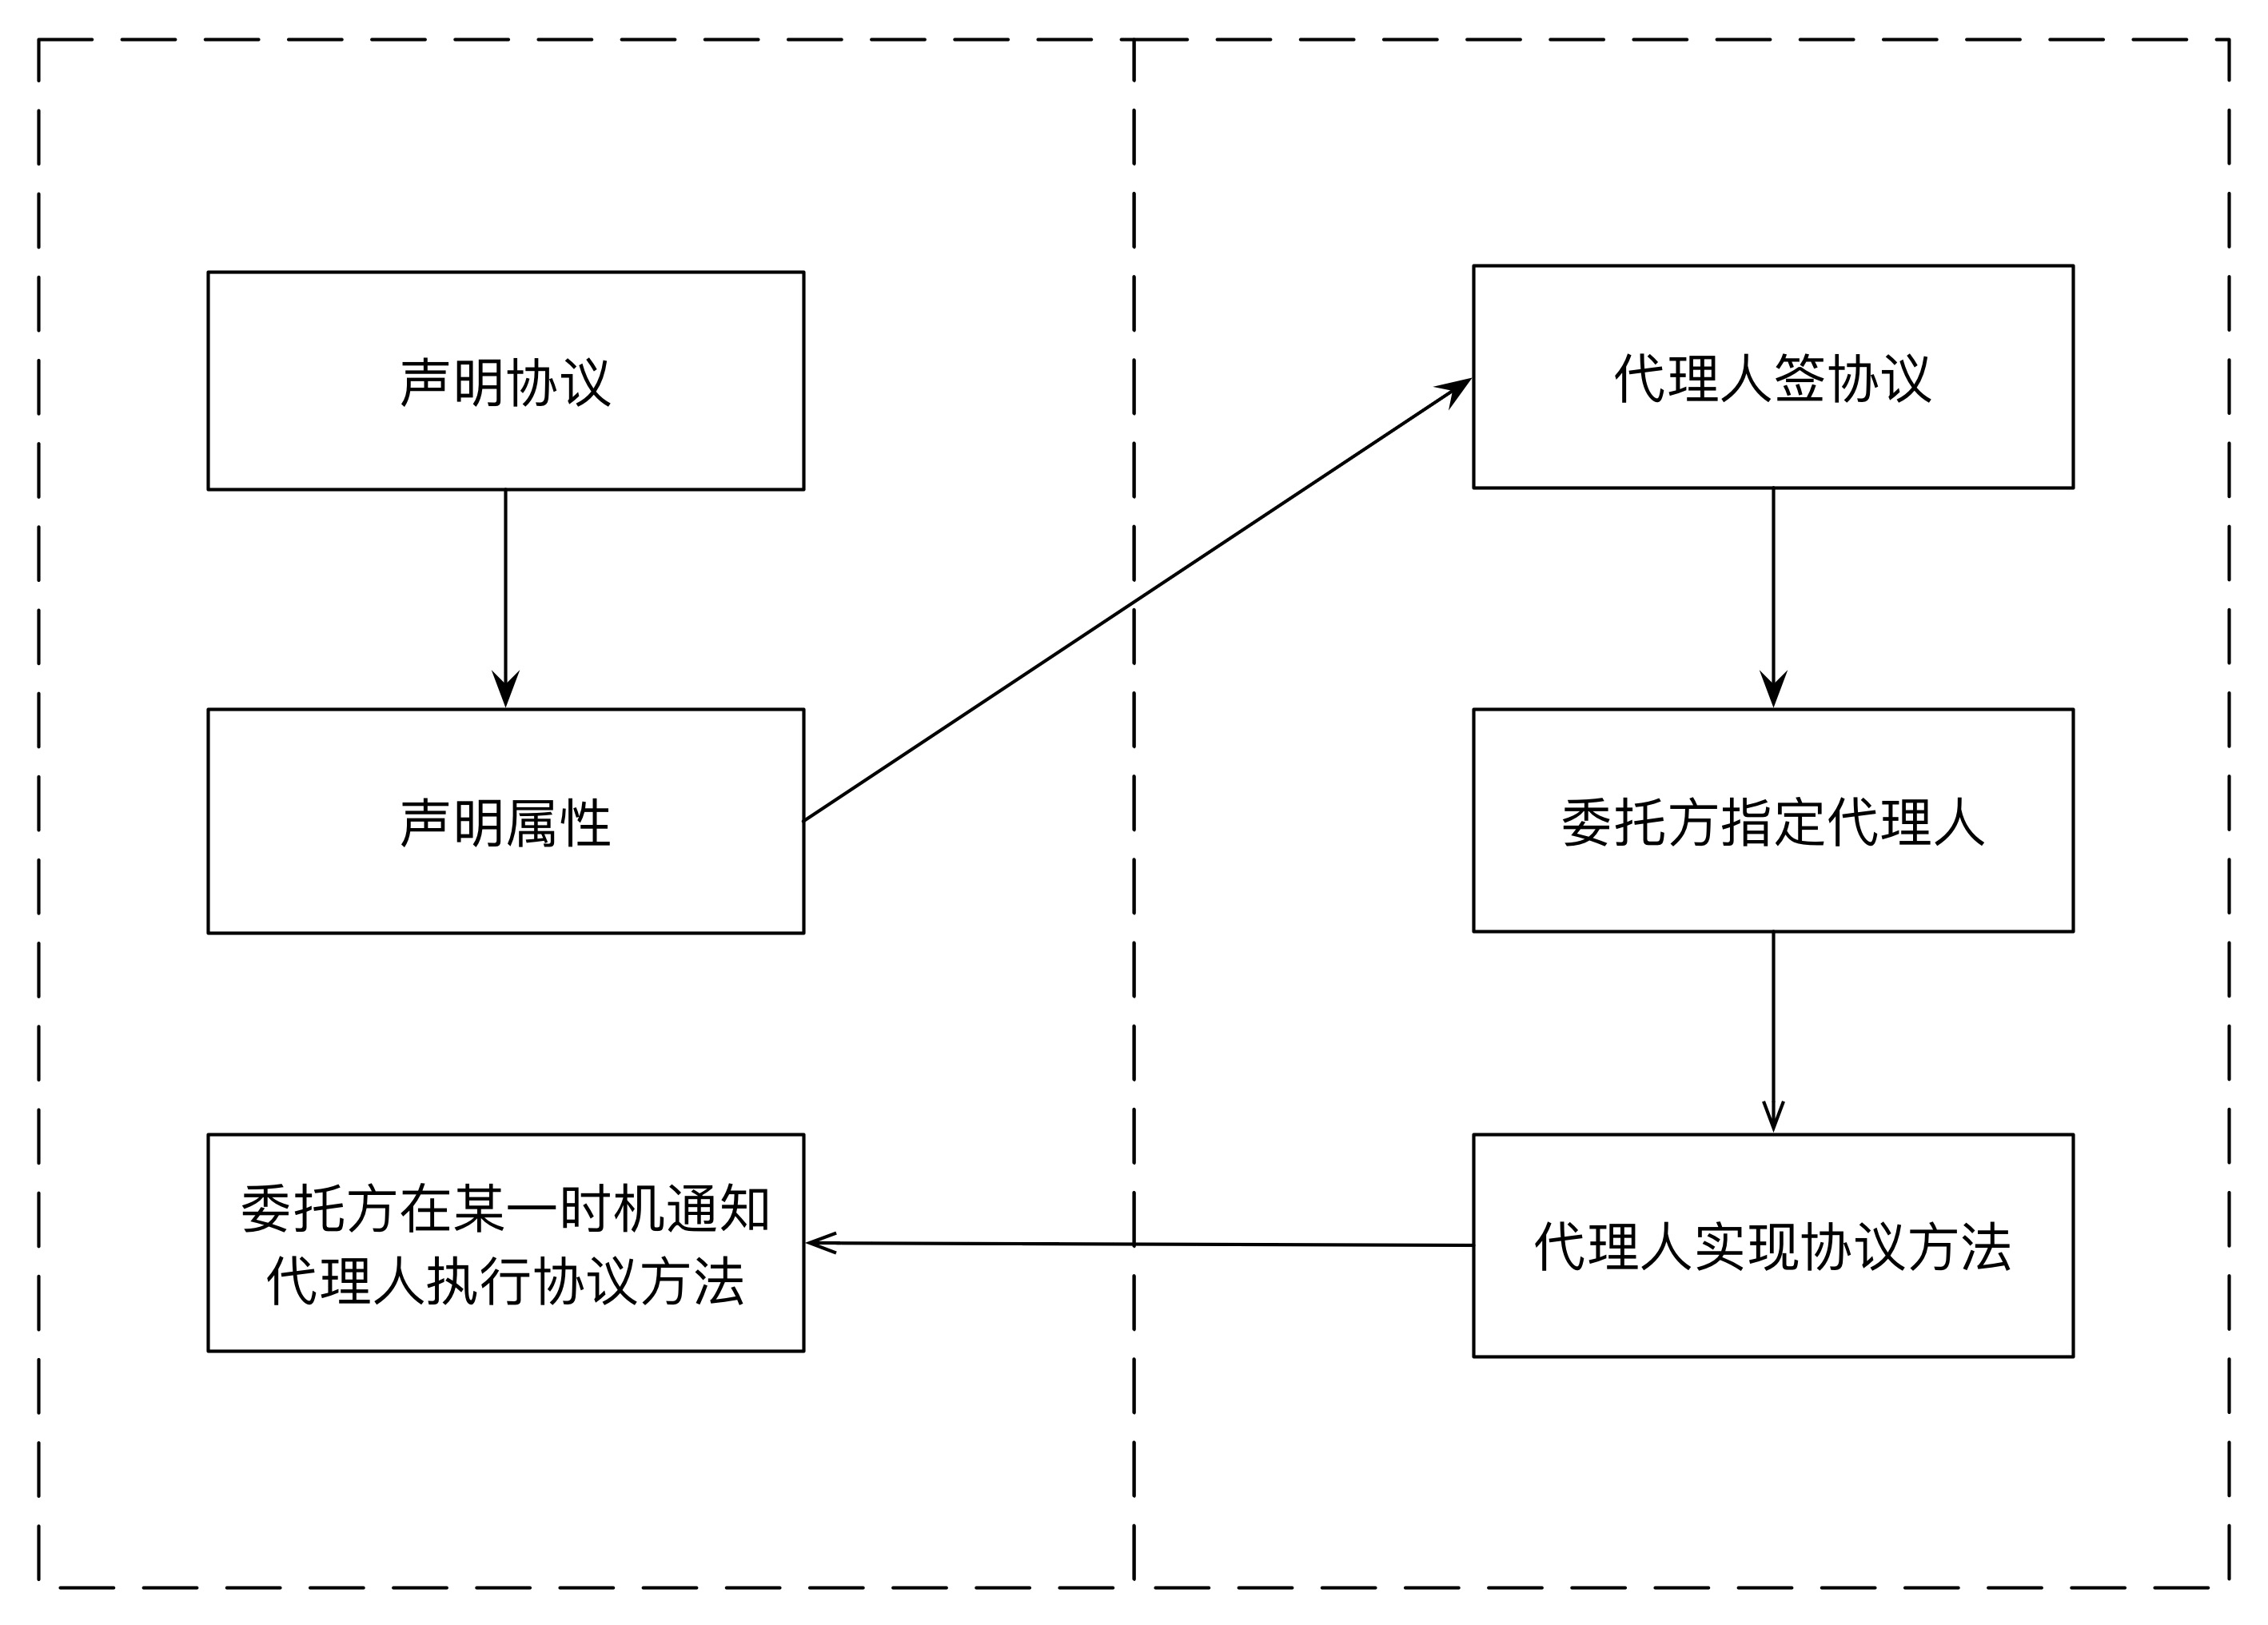 声明协议
代理人签协议
声明属性
委托方指定代理人
委托方在某一时机通知
代理人执行协议方法
代理人实现协议方法